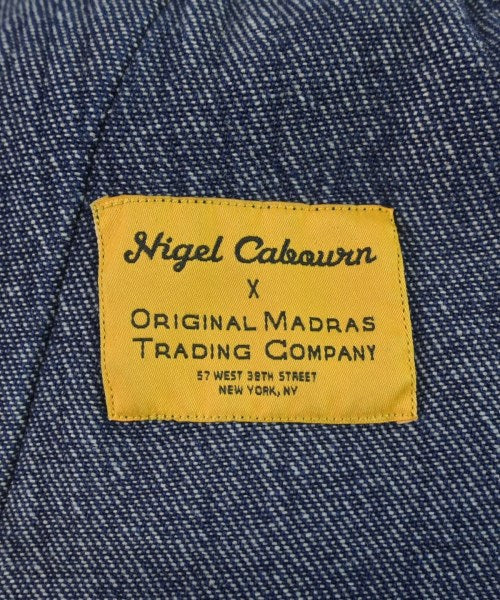 Nigel Cabourn
X
ORIGINAL MADRAS
TRADING COMPANY
57 WEST 38TH STREET
NEW YORK, NY